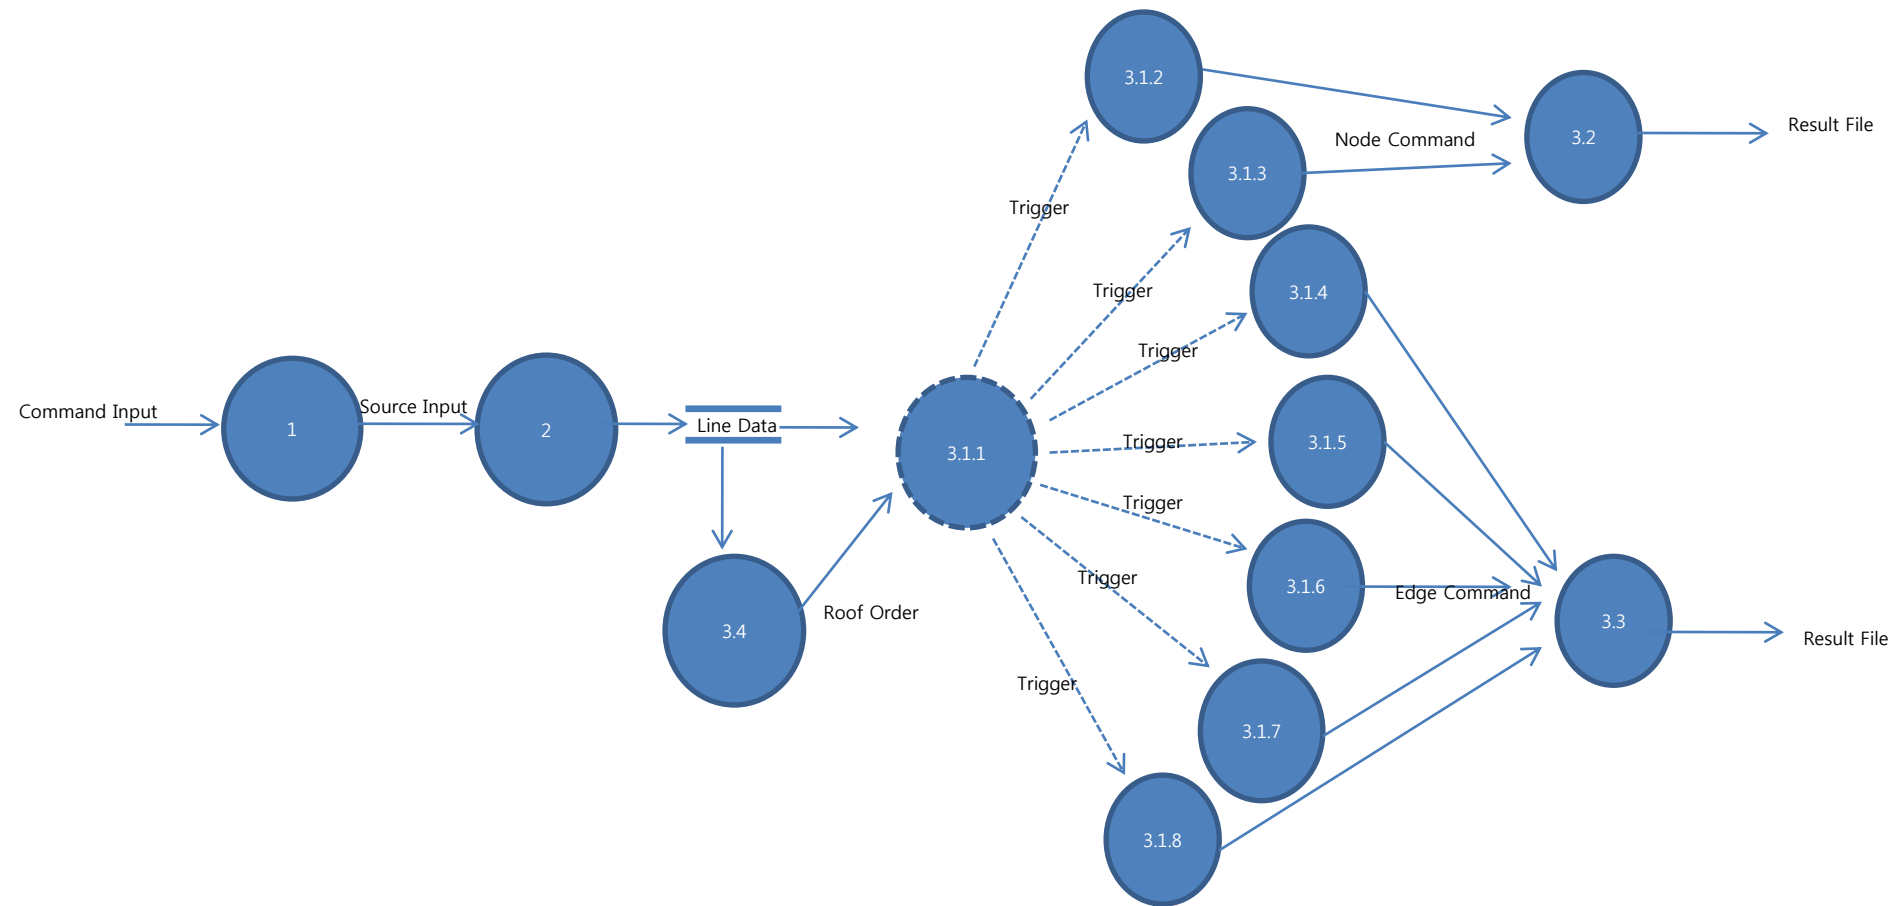 3.1.2
Result File
3.2
Node Command
3.1.3
Trigger
Trigger
3.1.4
Trigger
Command Input
Source Input
1
2
Line Data
3.1.1
Trigger
3.1.5
Trigger
Trigger
3.1.6
Edge Command
Roof Order
3.4
3.3
Result File
Trigger
3.1.7
3.1.8